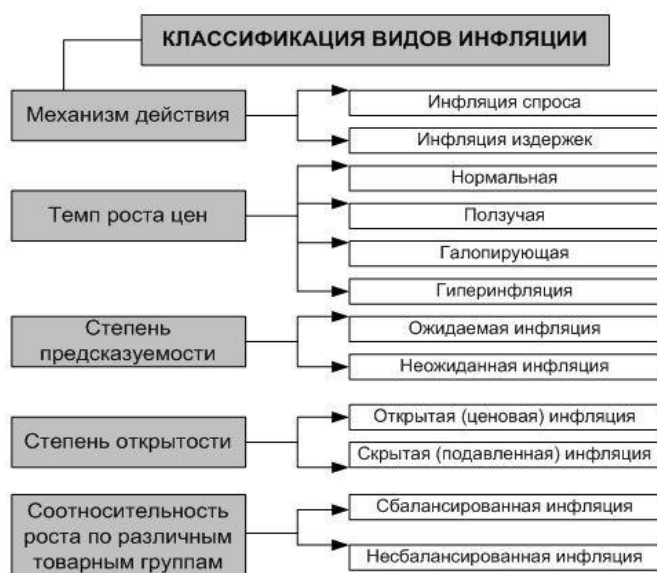 КЛАССИФИКАЦИЯ ВИДОВ ИНФЛЯЦИИ
Механизм действия
Инфляция спроса
Инфляция издержек
Темп роста цен
Нормальная
Ползучая
Галопирующая
Гиперинфляция
Степень
предсказуемости
Ожидаемая инфляция
Неожиданная инфляция
Степень открытости
Открытая (ценовая) инфляция
Скрытая (подавленная) инфляция
Соотносительность
роста по различным
товарным группам
Сбалансированная инфляция
Несбалансированная инфляция